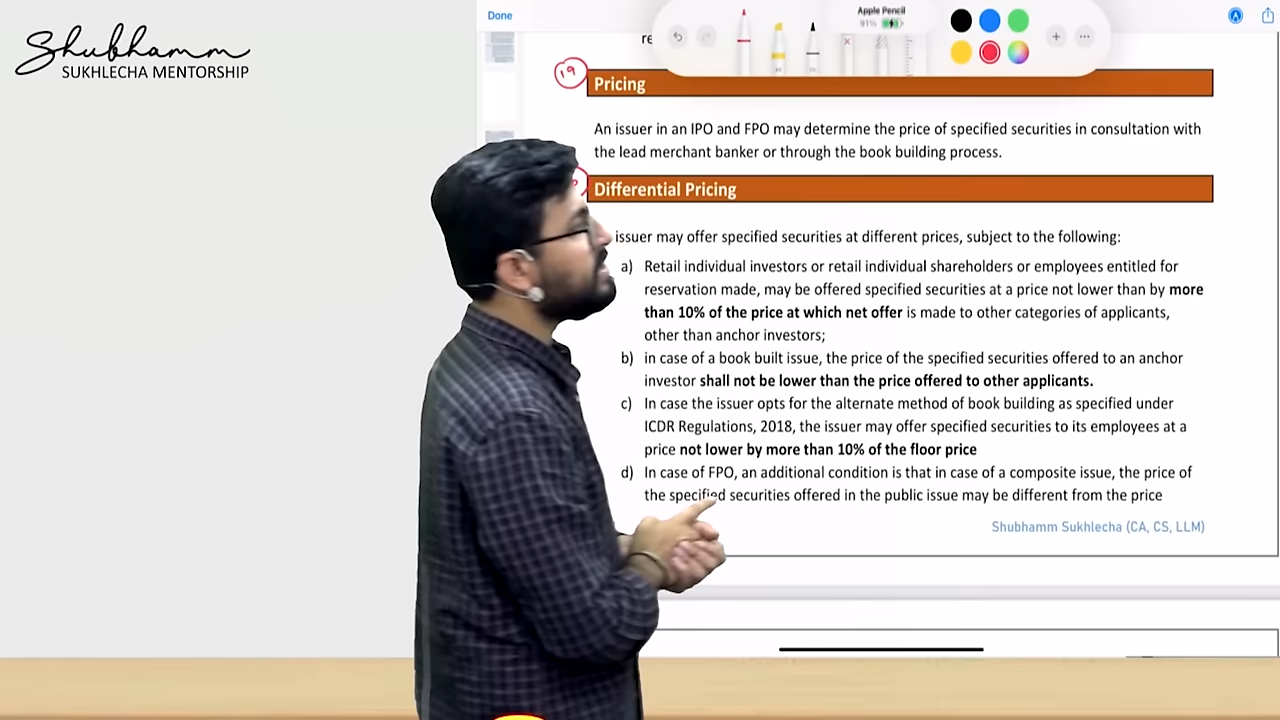 Shubhamm
SUKHLECHA MENTORSHIP
Done
Apple Pencil
91%
re
19
Pricing
An issuer in an IPO and FPO may determine the price of specified securities in consultation with
the lead merchant banker or through the book building process.
Differential Pricing
issuer may offer specified securities at different prices, subject to the following:
a) Retail individual investors or retail individual shareholders or employees entitled for
reservation made, may be offered specified securities at a price not lower than by more
than 10% of the price at which net offer is made to other categories of applicants,
other than anchor investors;
b) in case of a book built issue, the price of the specified securities offered to an anchor
investor shall not be lower than the price offered to other applicants.
c) In case the issuer opts for the alternate method of book building as specified under
ICDR Regulations, 2018, the issuer may offer specified securities to its employees at a
price not lower by more than 10% of the floor price
d) In case of FPO, an additional condition is that in case of a composite issue, the price of
the specified securities offered in the public issue may be different from the price
Shubhamm Sukhlecha (CA, CS, LLM)